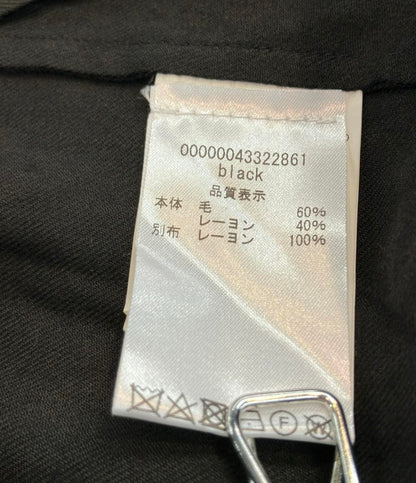 00000043322861
black
品質表示
本体 毛 60%
レーヨン 40%
別布 レーヨン 100%
F
W